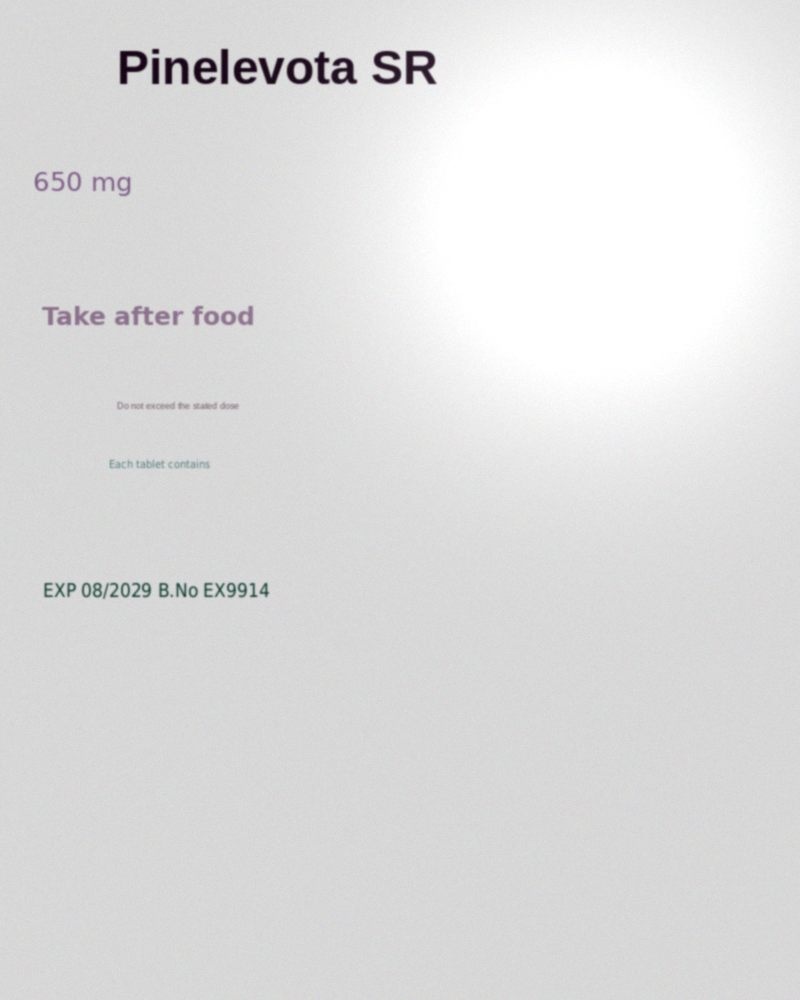 Pinelevota SR
650 mg
Take after food
Do not exceed the stated dose
Each tablet contains
EXP 08/2029 B.No EX9914